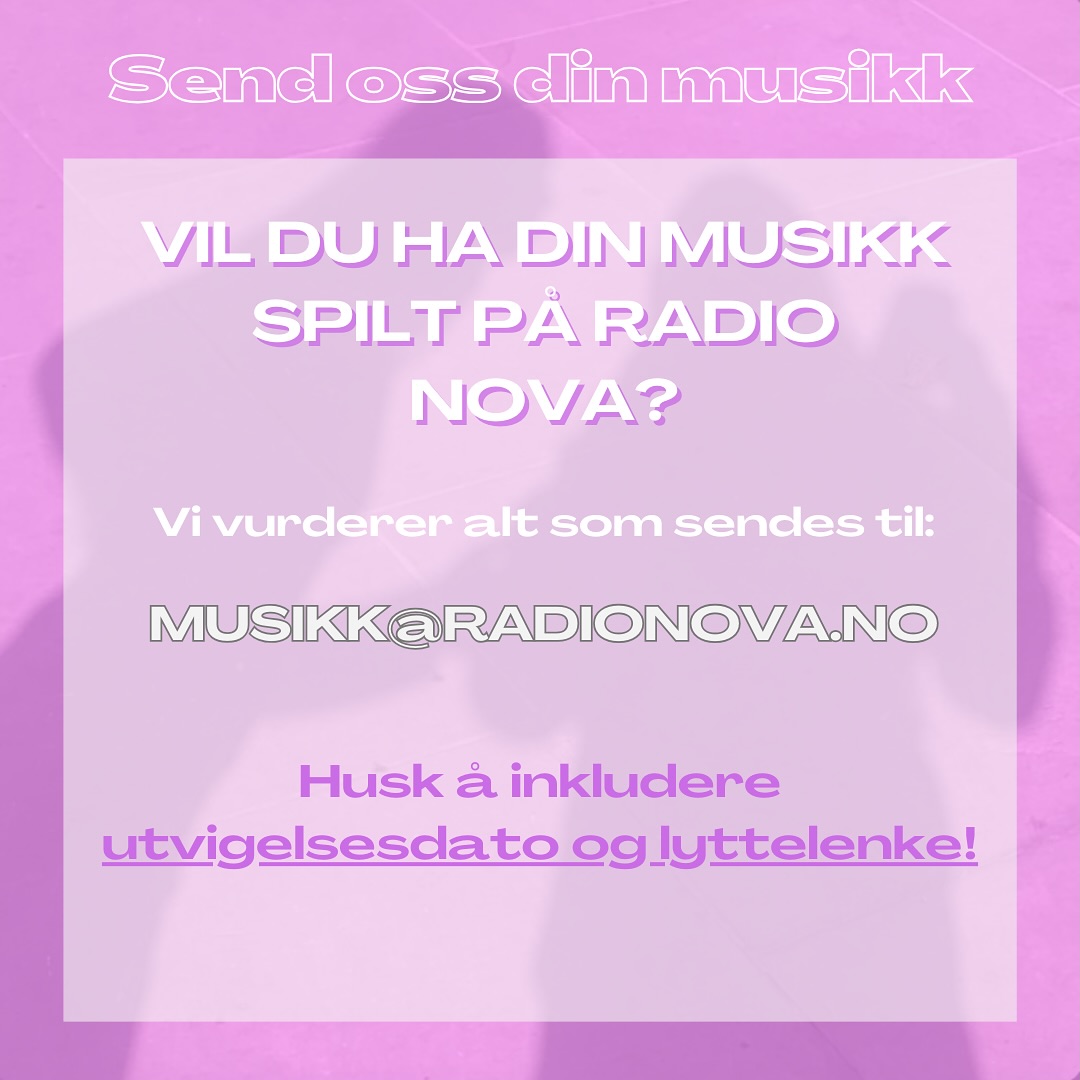 Send oss din musikk
VIL DU HA DIN MUSIKK
SPILT PÅ RADIO
NOVA?
Vi vurderer alt som sendes til:
MUSIKK@RADIONOVA.NO
Husk å inkludere
utvigelsesdato og lyttelenke!